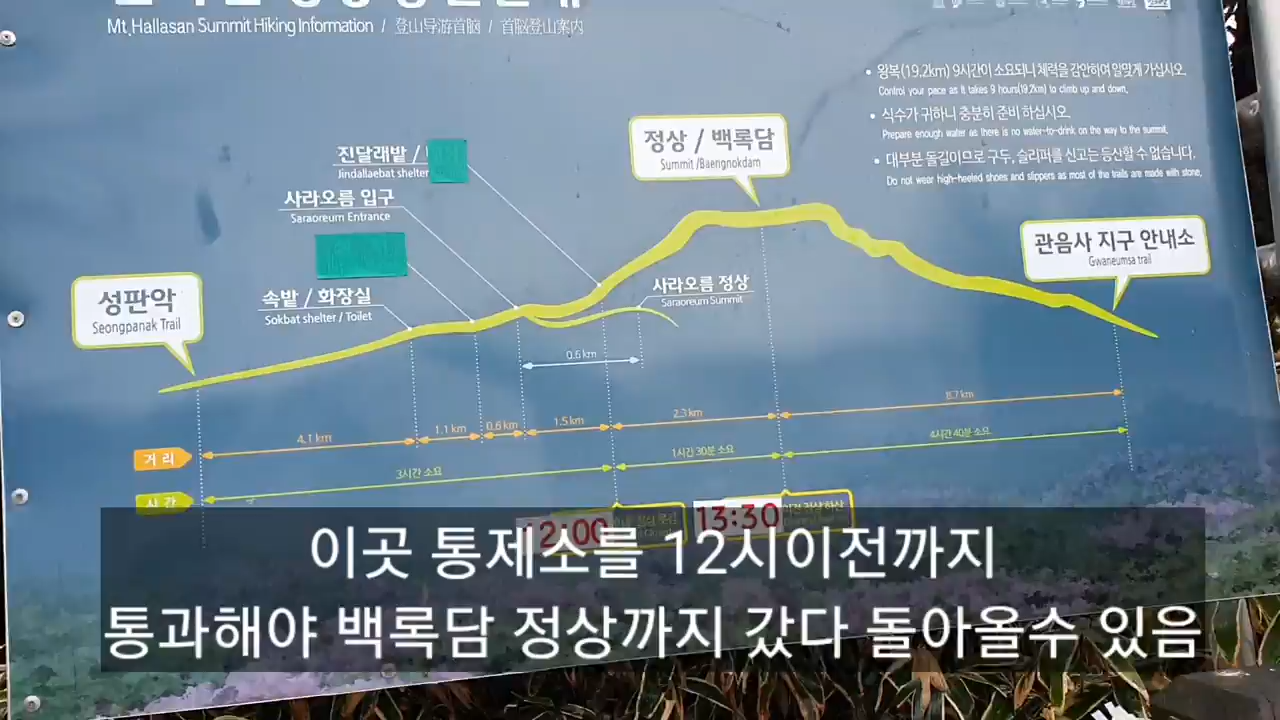 Mt.Hallasan Summit Hiking Information / 登山导游首脑 / 首脳登山案内
• 왕복(19.2km) 9시간이 소요되니 체력을 감안하여 알맞게 가십시오.
Control your pace as it takes 9 hours(19.2km) to climb up and down.
• 식수가 귀하니 충분히 준비 하십시오.
Prepare enough water as there is no water-to-drink on the way to the summit.
• 대부분 돌길이므로 구두, 슬리퍼를 신고는 등산할 수 없습니다.
Do not wear high-heeled shoes and slippers as most of the trails are made with stone.
정상 / 백록담
Summit /Baengnokdam
진달래밭 /
Jindallaebat shelter
사라오름 입구
Saraoreum Entrance
관음사 지구 안내소
Gwaneumsa trail
성판악
Seongpanak Trail
속밭 / 화장실
Sokbat shelter / Toilet
사라오름 정상
Saraoreum Summit
0.6 km
거 리
4.1 km
1.1 km
0.6 km
1.5 km
2.3 km
8.7 km
시 간
3시간 소요
1시간 30분 소요
4시간 40분 소요
12:00
13:30
이곳 통제소를 12시이전까지
통과해야 백록담 정상까지 갔다 돌아올수 있음